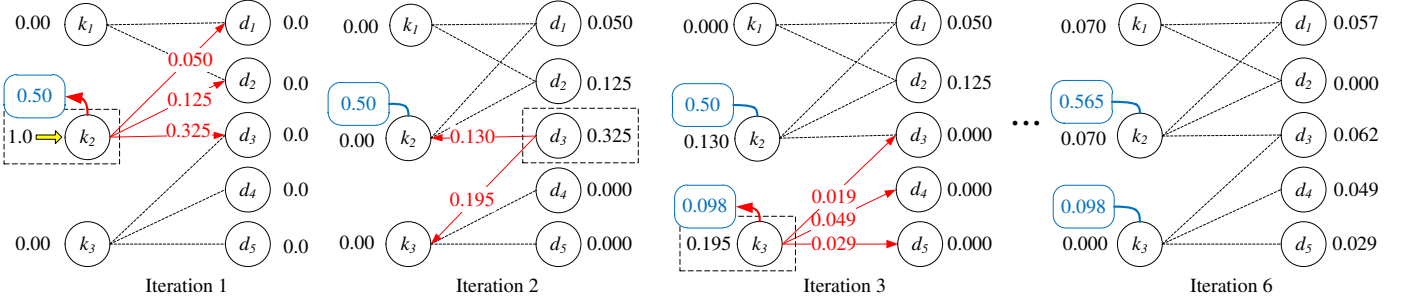 0.00 k1 d1 0.0
0.050
d2 0.0
0.50 0.125
1.0 k2 0.325 d3 0.0
d4 0.0
0.00 k3 d5 0.0
Iteration 1
0.00 k1 d1 0.050
d2 0.125
0.50
0.00 k2 0.130 d3 0.325
0.195 d4 0.000
0.00 k3 d5 0.000
Iteration 2
0.000 k1 d1 0.050
d2 0.125
0.50
0.130 k2 d3 0.000
0.019 d4 0.000
0.098 0.049
0.195 k3 0.029 d5 0.000
Iteration 3
...
0.070 k1 d1 0.057
d2 0.000
0.565
0.070 k2 d3 0.062
d4 0.049
0.098
0.000 k3 d5 0.029
Iteration 6